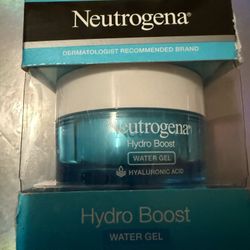 Neutrogena®
DERMATOLOGIST RECOMMENDED BRAND
Neutrogena®
Hydro Boost
WATER GEL
HYALURONIC ACID
Hydro Boost
WATER GEL